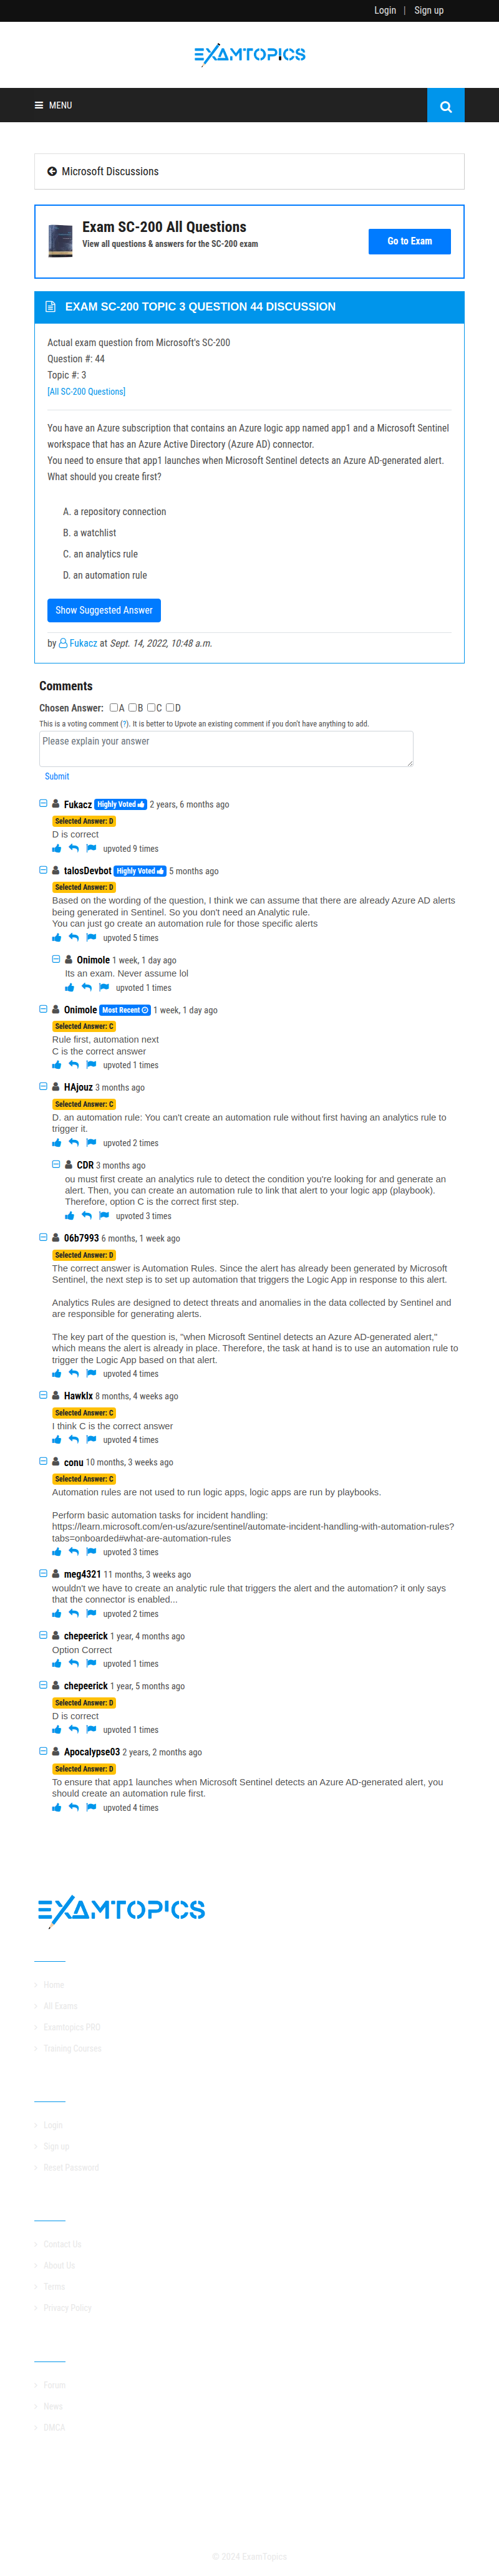 Login | Sign up
EXAMTOPICS
MENU
Microsoft Discussions
Exam SC-200 All Questions
View all questions & answers for the SC-200 exam
Go to Exam
EXAM SC-200 TOPIC 3 QUESTION 44 DISCUSSION
Actual exam question from Microsoft's SC-200
Question #: 44
Topic #: 3
[All SC-200 Questions]
You have an Azure subscription that contains an Azure logic app named app1 and a Microsoft Sentinel
workspace that has an Azure Active Directory (Azure AD) connector.
You need to ensure that app1 launches when Microsoft Sentinel detects an Azure AD-generated alert.
What should you create first?
A. a repository connection
B. a watchlist
C. an analytics rule
D. an automation rule
Show Suggested Answer
by Fukacz at Sept. 14, 2022, 10:48 a.m.
Comments
Chosen Answer: A B C D
This is a voting comment (?). It is better to Upvote an existing comment if you don't have anything to add.
Please explain your answer
Submit
Fukacz Highly Voted 2 years, 6 months ago
Selected Answer: D
D is correct
upvoted 9 times
talosDevbot Highly Voted 5 months ago
Selected Answer: D
Based on the wording of the question, I think we can assume that there are already Azure AD alerts
being generated in Sentinel. So you don't need an Analytic rule.
You can just go create an automation rule for those specific alerts
upvoted 5 times
Onimole 1 week, 1 day ago
Its an exam. Never assume lol
upvoted 1 times
Onimole Most Recent 1 week, 1 day ago
Selected Answer: C
Rule first, automation next
C is the correct answer
upvoted 1 times
HAjouz 3 months ago
Selected Answer: C
D. an automation rule: You can't create an automation rule without first having an analytics rule to
trigger it.
upvoted 2 times
CDR 3 months ago
ou must first create an analytics rule to detect the condition you're looking for and generate an
alert. Then, you can create an automation rule to link that alert to your logic app (playbook).
Therefore, option C is the correct first step.
upvoted 3 times
06b7993 6 months, 1 week ago
Selected Answer: D
The correct answer is Automation Rules. Since the alert has already been generated by Microsoft
Sentinel, the next step is to set up automation that triggers the Logic App in response to this alert.
Analytics Rules are designed to detect threats and anomalies in the data collected by Sentinel and
are responsible for generating alerts.
The key part of the question is, "when Microsoft Sentinel detects an Azure AD-generated alert,"
which means the alert is already in place. Therefore, the task at hand is to use an automation rule to
trigger the Logic App based on that alert.
upvoted 4 times
Hawklx 8 months, 4 weeks ago
Selected Answer: C
I think C is the correct answer
upvoted 4 times
conu 10 months, 3 weeks ago
Selected Answer: C
Automation rules are not used to run logic apps, logic apps are run by playbooks.
Perform basic automation tasks for incident handling:
https://learn.microsoft.com/en-us/azure/sentinel/automate-incident-handling-with-automation-rules?
tabs=onboarded#what-are-automation-rules
upvoted 3 times
meg4321 11 months, 3 weeks ago
wouldn't we have to create an analytic rule that triggers the alert and the automation? it only says
that the connector is enabled...
upvoted 2 times
chepeerick 1 year, 4 months ago
Option Correct
upvoted 1 times
chepeerick 1 year, 5 months ago
Selected Answer: D
D is correct
upvoted 1 times
Apocalypse03 2 years, 2 months ago
Selected Answer: D
To ensure that app1 launches when Microsoft Sentinel detects an Azure AD-generated alert, you
should create an automation rule first.
upvoted 4 times
EXAMTOPICS
Home
All Exams
Examtopics PRO
Training Courses
Login
Sign up
Reset Password
Contact Us
About Us
Terms
Privacy Policy
Forum
News
DMCA
© 2024 ExamTopics